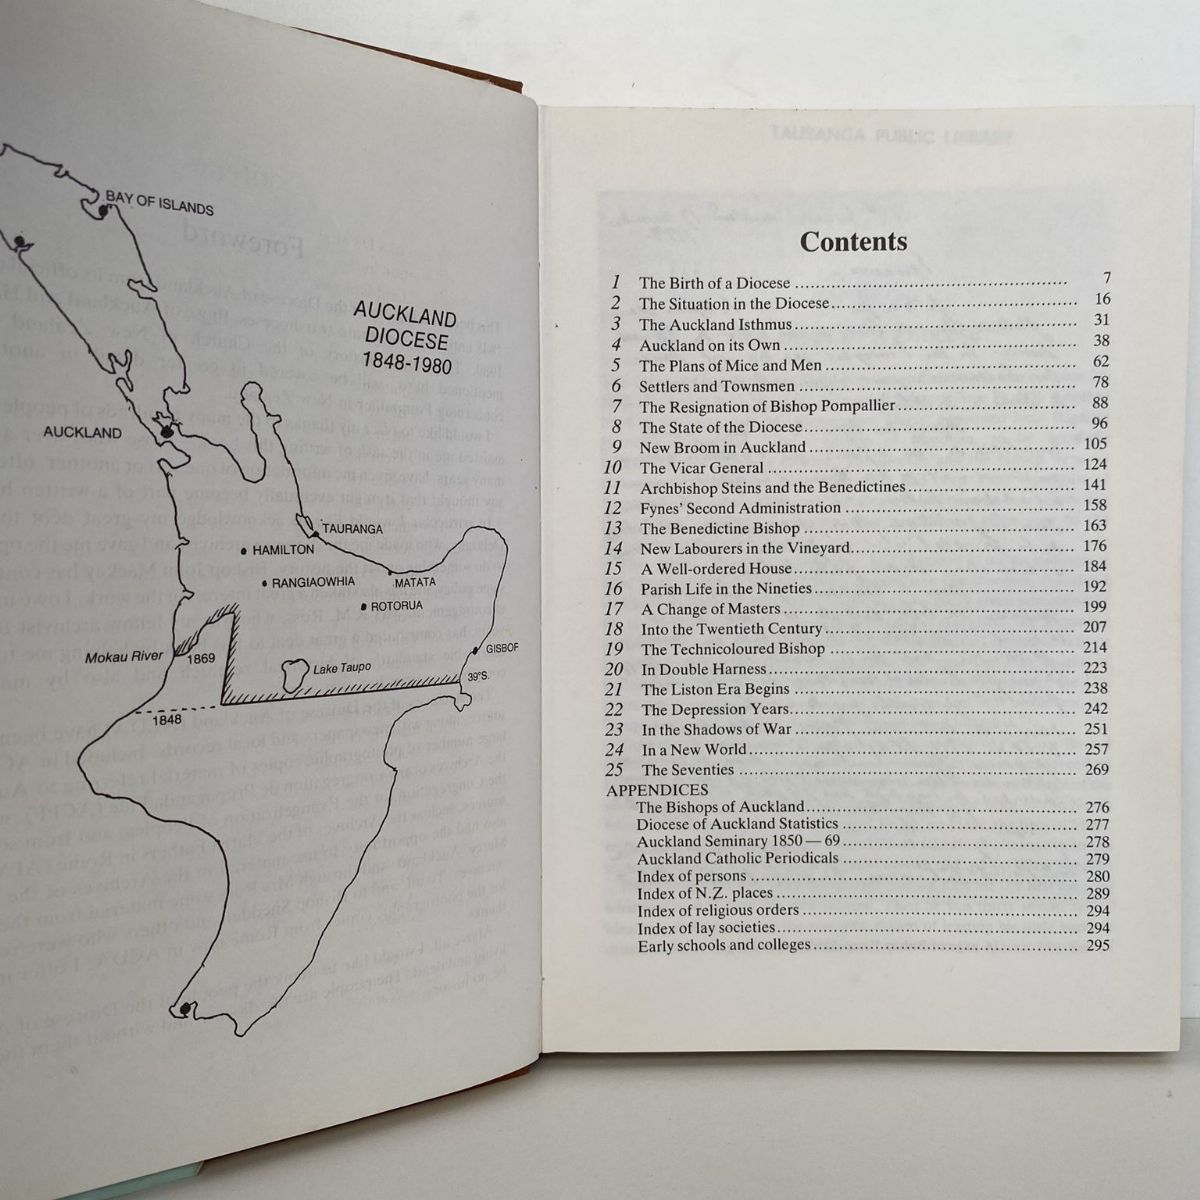 BAY OF ISLANDS
AUCKLAND
DIOCESE
1848-1980
AUCKLAND
TAURANGA
HAMILTON
RANGIAOWHIA
MATATA
ROTORUA
Mokau River
1869
Lake Taupo
GISBOR
39°S.
1848
TAURANGA PUBLIC LIBRARY
Contents
1 The Birth of a Diocese 7
2 The Situation in the Diocese 16
3 The Auckland Isthmus 31
4 Auckland on its Own 38
5 The Plans of Mice and Men 62
6 Settlers and Townsmen 78
7 The Resignation of Bishop Pompallier 88
8 The State of the Diocese 96
9 New Broom in Auckland 105
10 The Vicar General 124
11 Archbishop Steins and the Benedictines 141
12 Fynes' Second Administration 158
13 The Benedictine Bishop 163
14 New Labourers in the Vineyard 176
15 A Well-ordered House 184
16 Parish Life in the Nineties 192
17 A Change of Masters 199
18 Into the Twentieth Century 207
19 The Technicoloured Bishop 214
20 In Double Harness 223
21 The Liston Era Begins 238
22 The Depression Years 242
23 In the Shadows of War 251
24 In a New World 257
25 The Seventies 269
APPENDICES
The Bishops of Auckland 276
Diocese of Auckland Statistics 277
Auckland Seminary 1850 — 69 278
Auckland Catholic Periodicals 279
Index of persons 280
Index of N.Z. places 289
Index of religious orders 294
Index of lay societies 294
Early schools and colleges 295